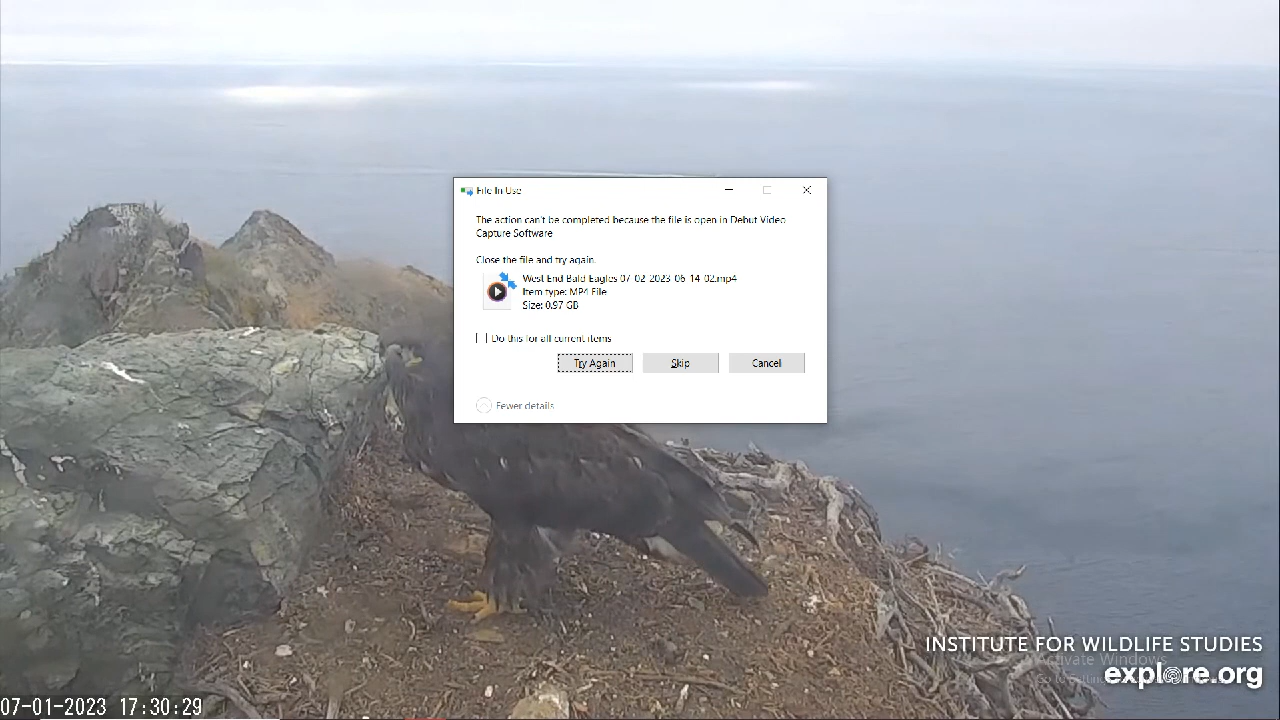 File In Use
The action can't be completed because the file is open in Debut Video
Capture Software
Close the file and try again.
West End Bald Eagles 07-02-2023-06-14-02.mp4
Item type: MP4 File
Size: 0.97 GB
Do this for all current items
Try Again
Skip
Cancel
Fewer details
INSTITUTE FOR WILDLIFE STUDIES
Activate Windows
explore.org
07-01-2023 17:30:29